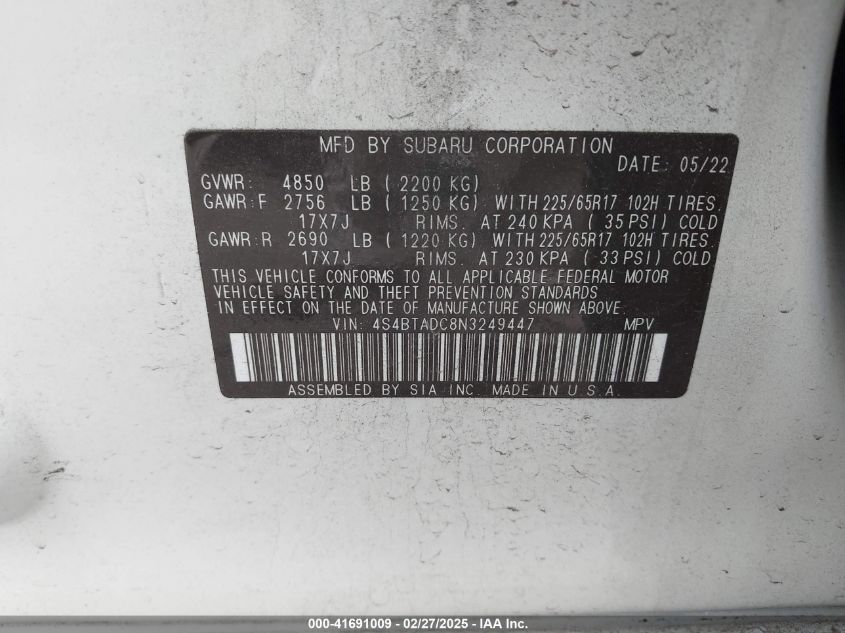 MFD BY SUBARU CORPORATION
DATE: 05/22
GVWR: 4850 LB (2200 KG)
GAWR: F 2756 LB (1250 KG) WITH 225/65R17 102H TIRES.
17X7J RIMS. AT 240 KPA (35 PSI) COLD
GAWR: R 2690 LB (1220 KG) WITH 225/65R17 102H TIRES.
17X7J RIMS. AT 230 KPA (33 PSI) COLD
THIS VEHICLE CONFORMS TO ALL APPLICABLE FEDERAL MOTOR
VEHICLE SAFETY AND THEFT PREVENTION STANDARDS
IN EFFECT ON THE DATE OF MANUFACTURE SHOWN ABOVE.
VIN: 4S4BTADC8N3249447 MPV
ASSEMBLED BY SIA INC. MADE IN U.S.A.
000-41691009 - 02/27/2025 - IAA Inc.